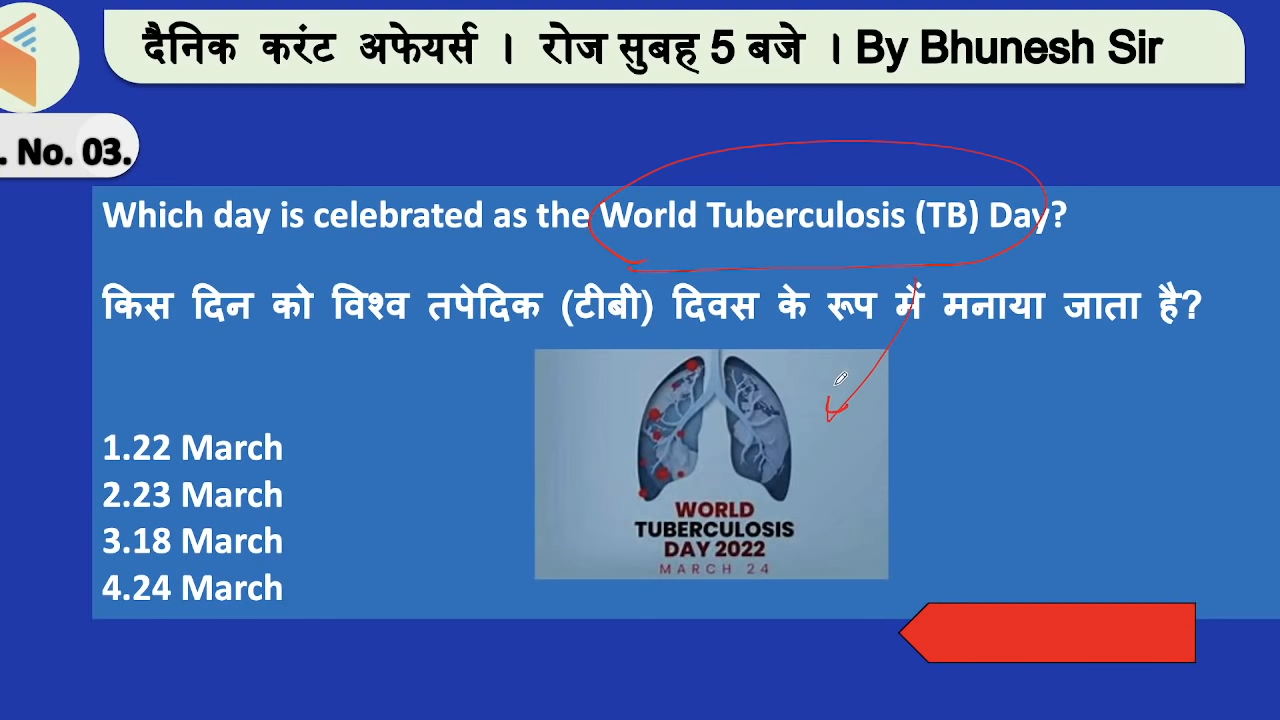 दैनिक करंट अफेयर्स । रोज सुबह 5 बजे । By Bhunesh Sir
. No. 03.
Which day is celebrated as the World Tuberculosis (TB) Day?
किस दिन को विश्व तपेदिक (टीबी) दिवस के रूप में मनाया जाता है?
1.22 March
2.23 March
3.18 March
4.24 March
WORLD
TUBERCULOSIS
DAY 2022
MARCH 24